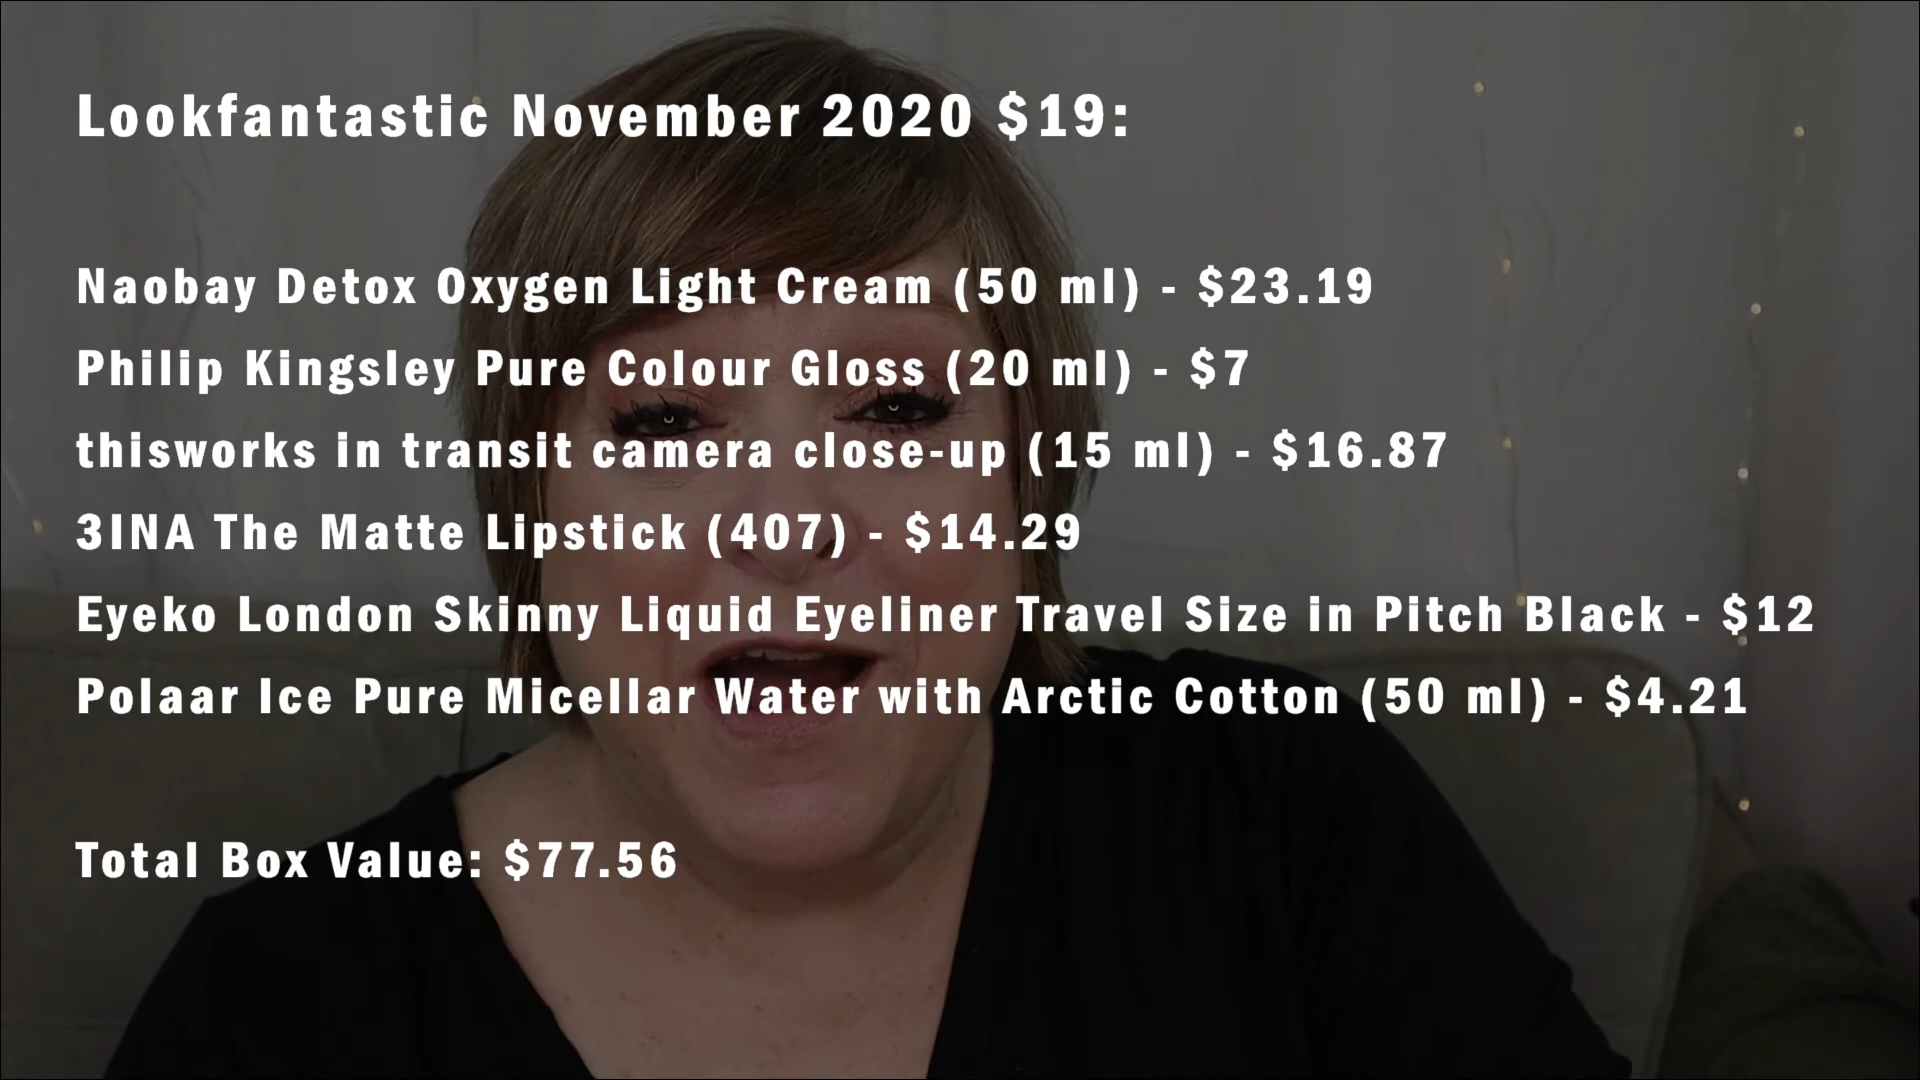 Lookfantastic November 2020 $19:
Naobay Detox Oxygen Light Cream (50 ml) - $23.19
Philip Kingsley Pure Colour Gloss (20 ml) - $7
thisworks in transit camera close-up (15 ml) - $16.87
3INA The Matte Lipstick (407) - $14.29
Eyeko London Skinny Liquid Eyeliner Travel Size in Pitch Black - $12
Polaar Ice Pure Micellar Water with Arctic Cotton (50 ml) - $4.21
Total Box Value: $77.56